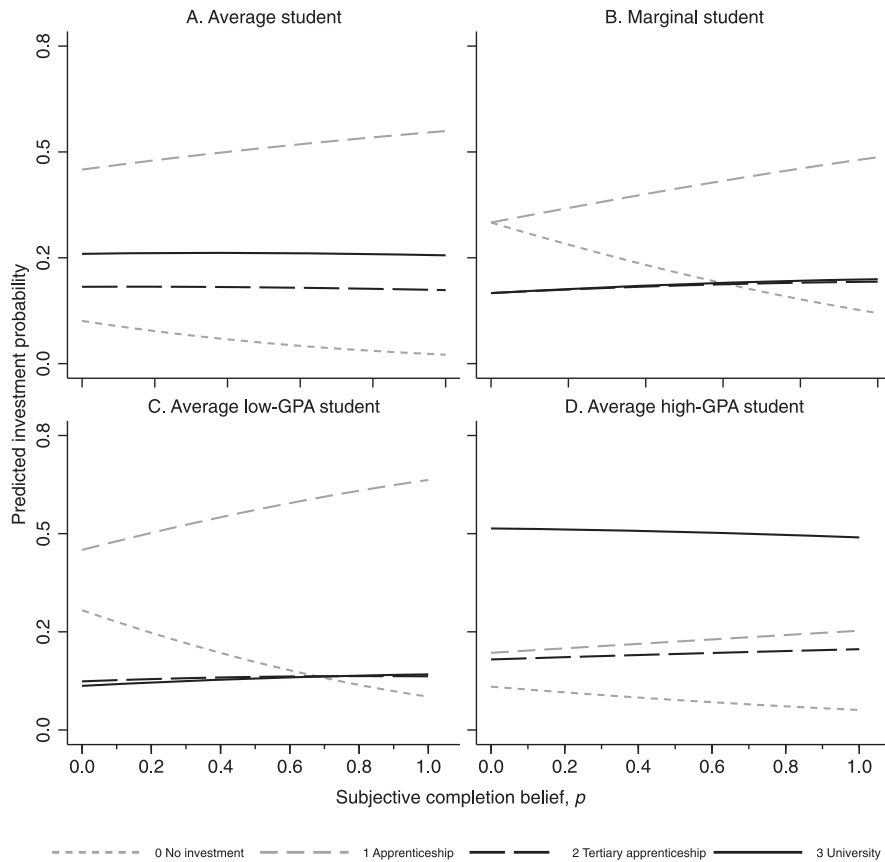 A. Average student
B. Marginal student
0.8
0.5
0.2
0.0
C. Average low-GPA student
D. Average high-GPA student
Predicted investment probability
0.8
0.5
0.2
0.0
0.0 0.2 0.4 0.6 0.8 1.0
0.0 0.2 0.4 0.6 0.8 1.0
Subjective completion belief, p
0 No investment 1 Apprenticeship 2 Tertiary apprenticeship 3 University